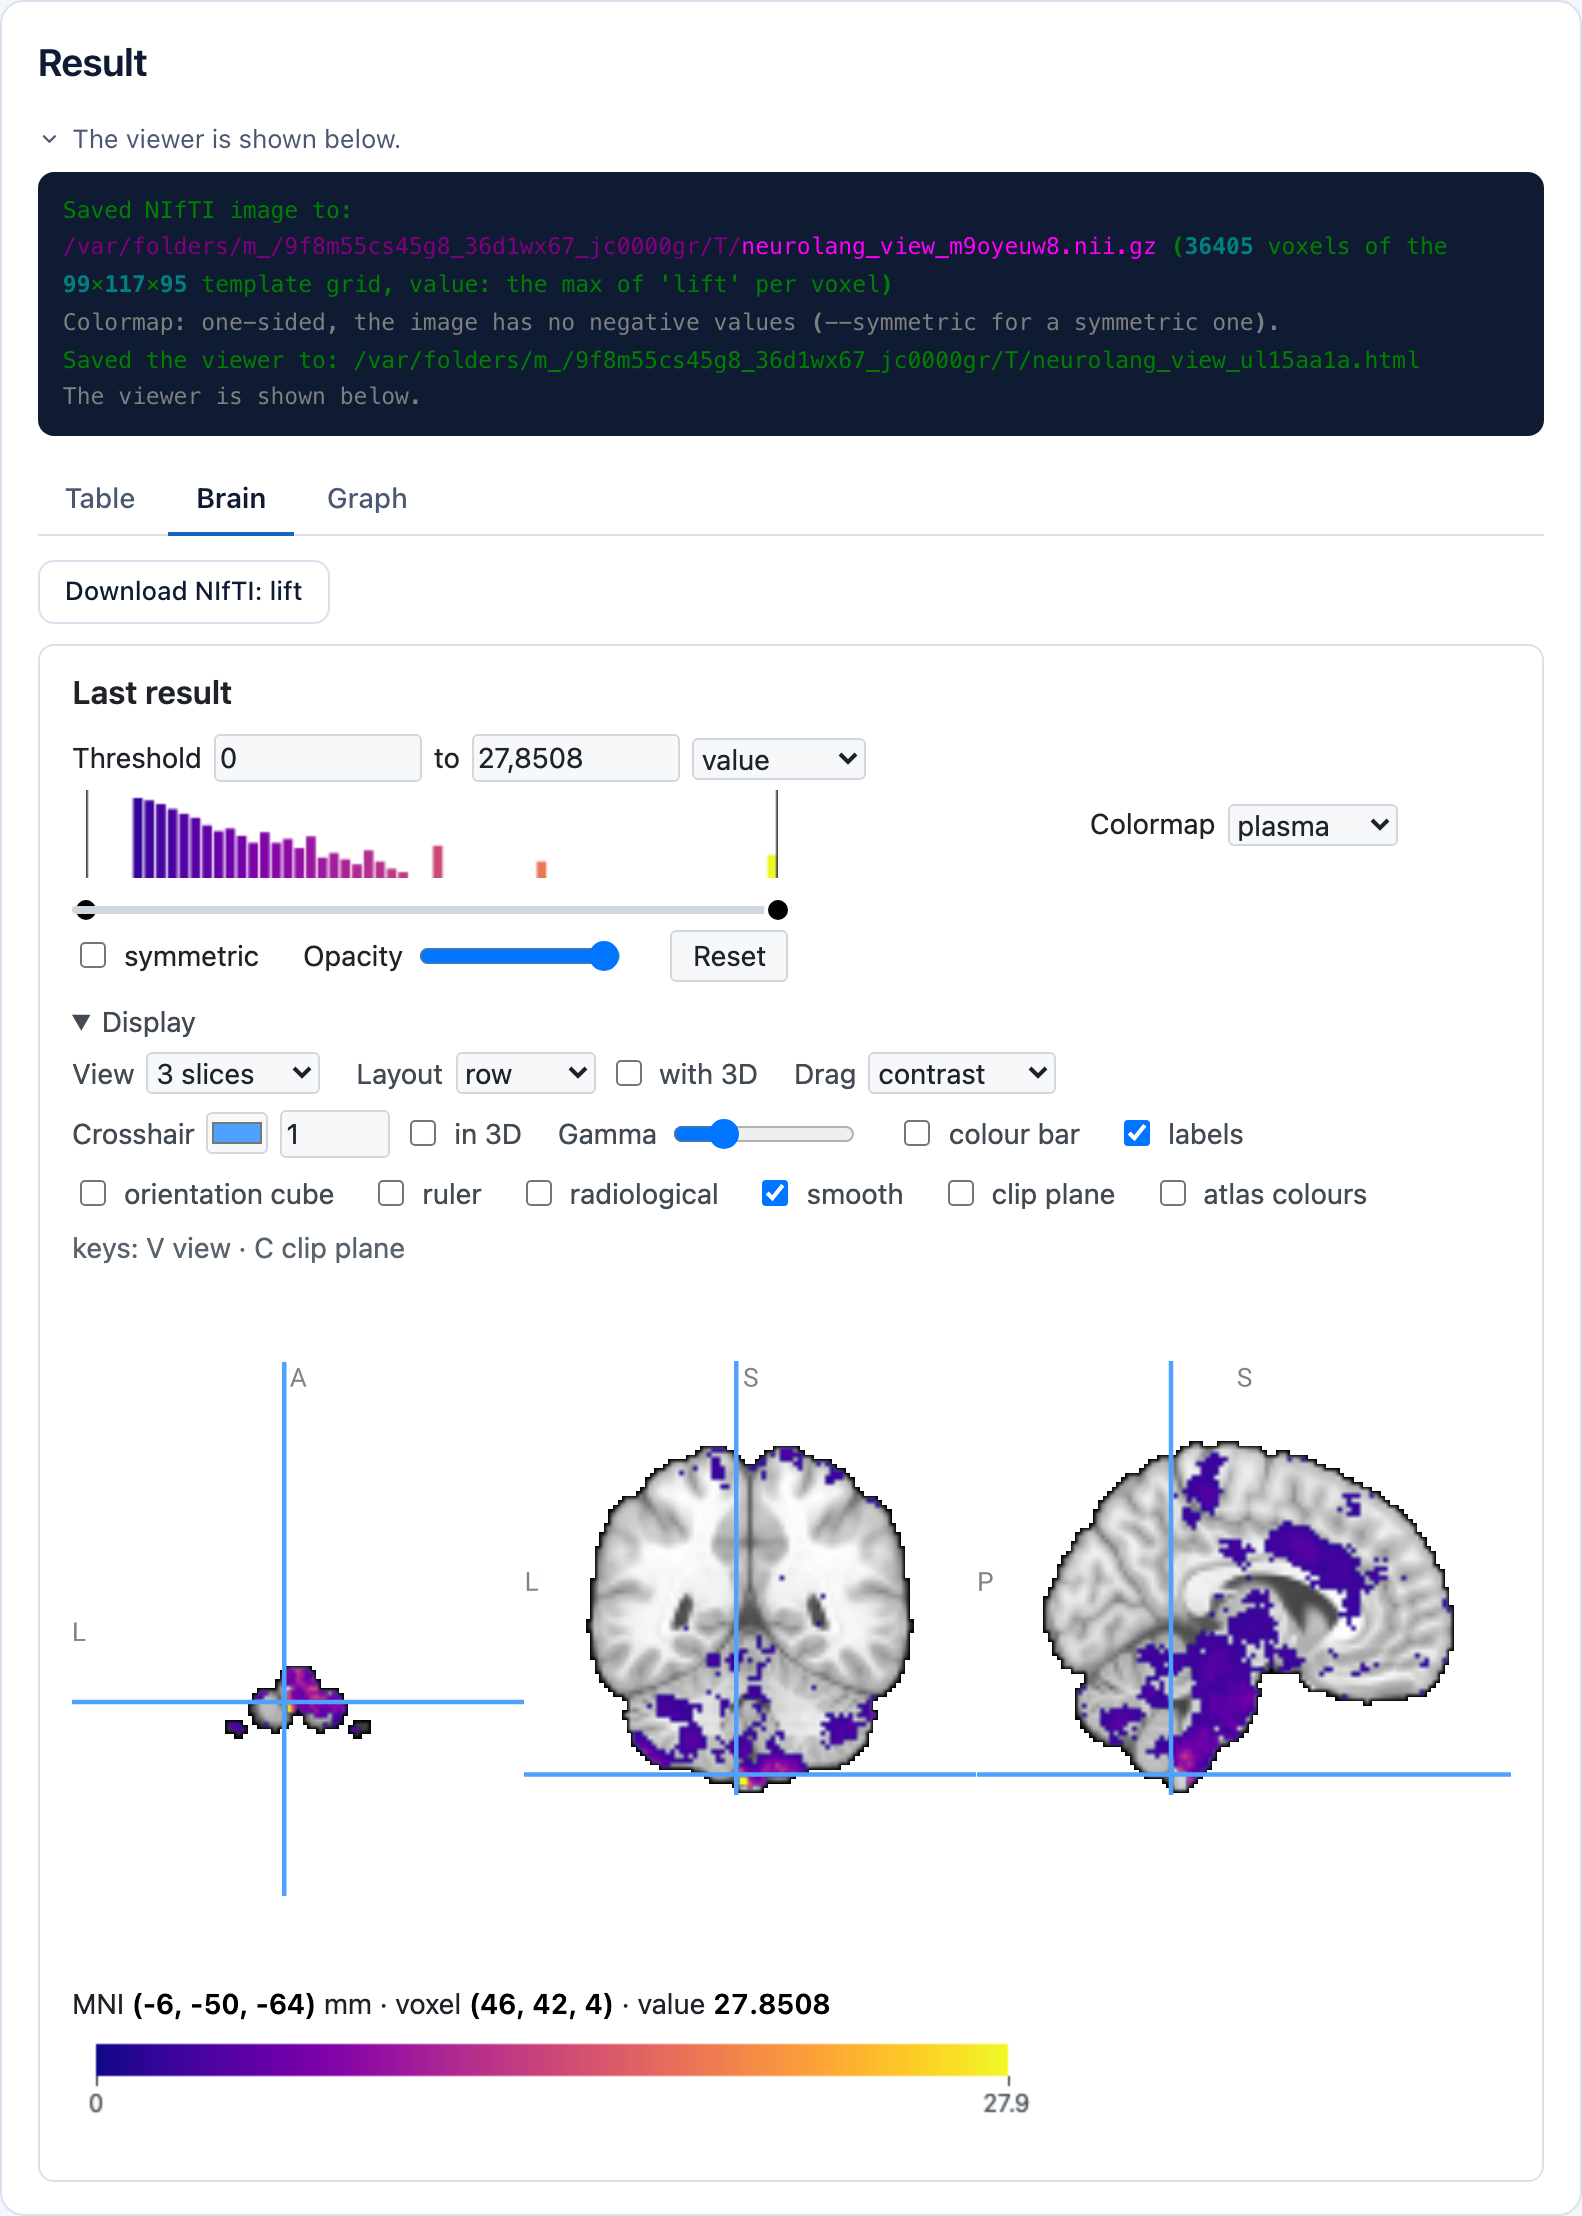 Result
The viewer is shown below.
Saved NIfTI image to:
/var/folders/m_/9f8m55cs45g8_36d1wx67_jc0000gr/T/neurolang_view_m9oyeuw8.nii.gz (36405 voxels of the
99×117×95 template grid, value: the max of 'lift' per voxel)
Colormap: one-sided, the image has no negative values (--symmetric for a symmetric one).
Saved the viewer to: /var/folders/m_/9f8m55cs45g8_36d1wx67_jc0000gr/T/neurolang_view_ul15aa1a.html
The viewer is shown below.
Table Brain Graph
Download NIfTI: lift
Last result
Threshold 0 to 27,8508 value
Colormap plasma
symmetric Opacity Reset
▼ Display
View 3 slices Layout row with 3D Drag contrast
Crosshair 1 in 3D Gamma colour bar labels
orientation cube ruler radiological smooth clip plane atlas colours
keys: V view · C clip plane
A S S
L P
L
MNI (-6, -50, -64) mm · voxel (46, 42, 4) · value 27.8508
0 27.9